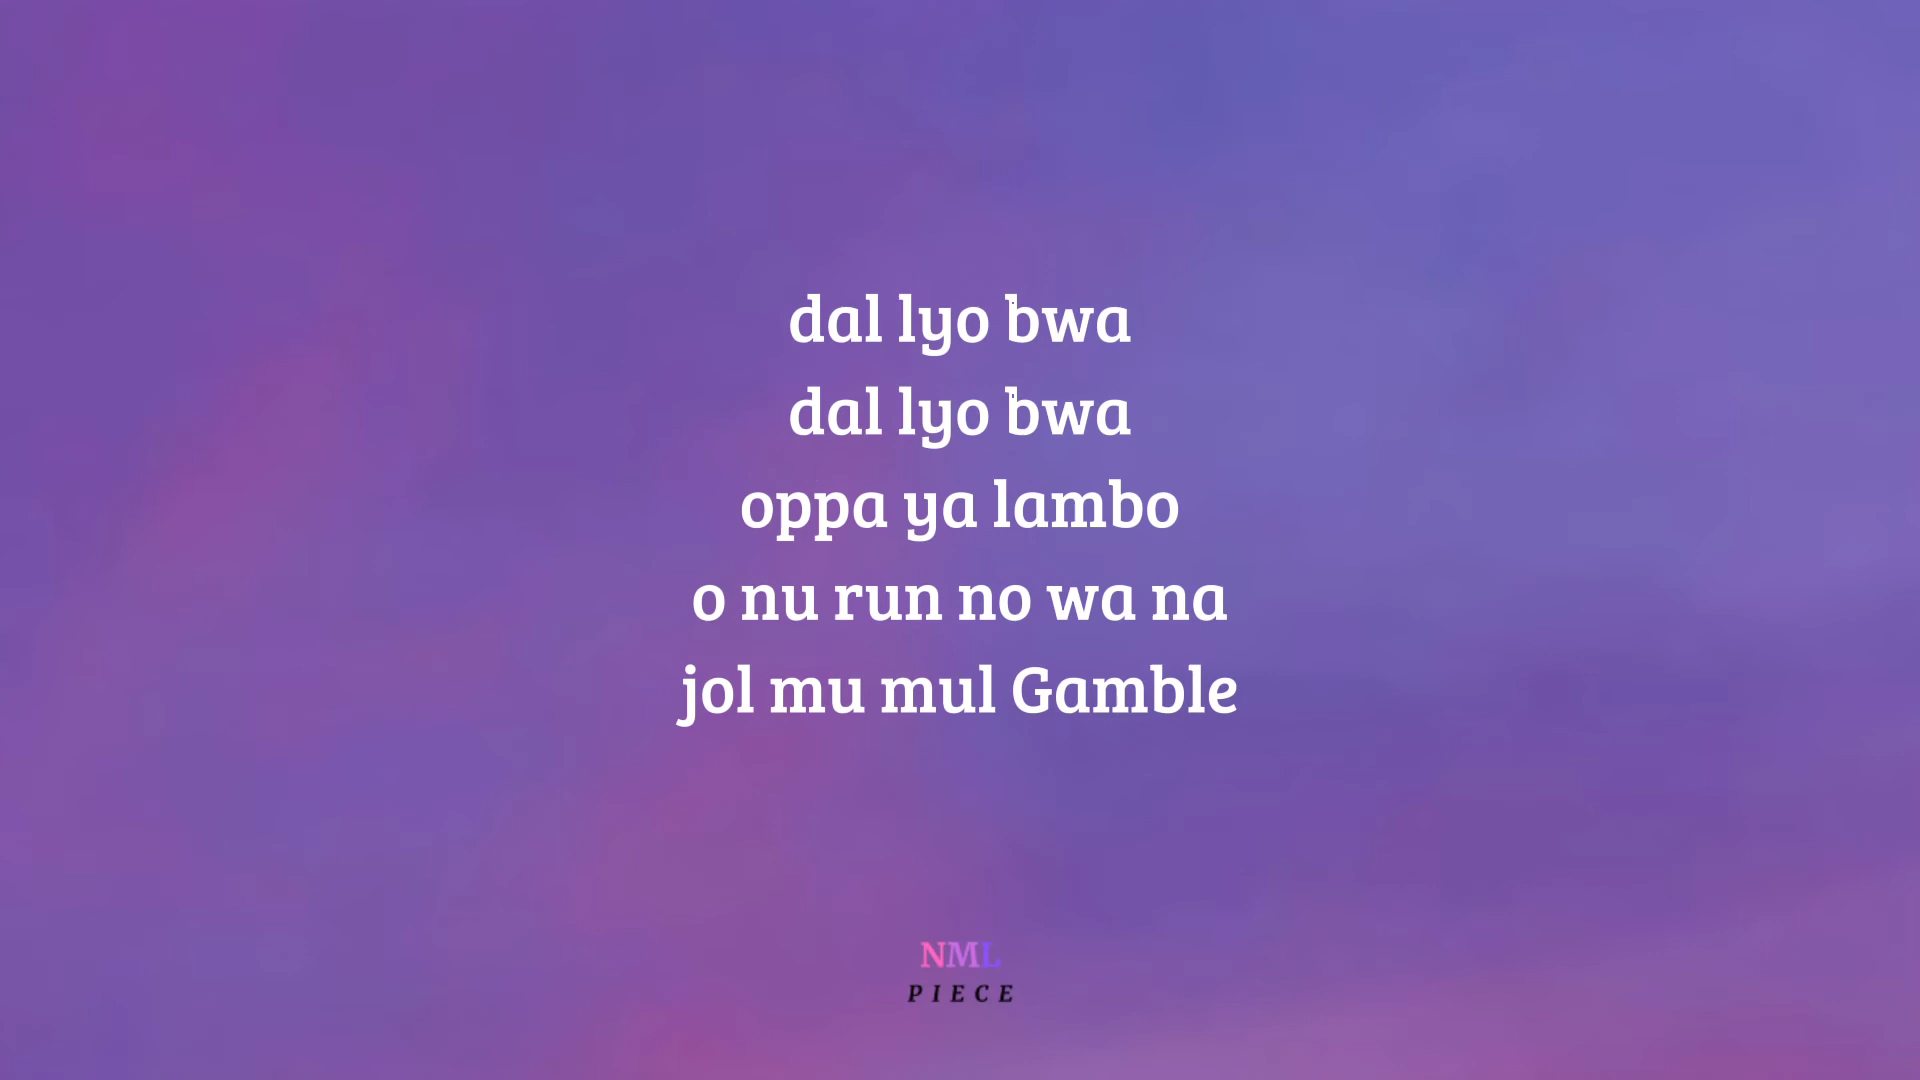 dal lyo bwa
dal lyo bwa
oppa ya lambo
o nu run no wa na
jol mu mul Gamble
NML
PIECE